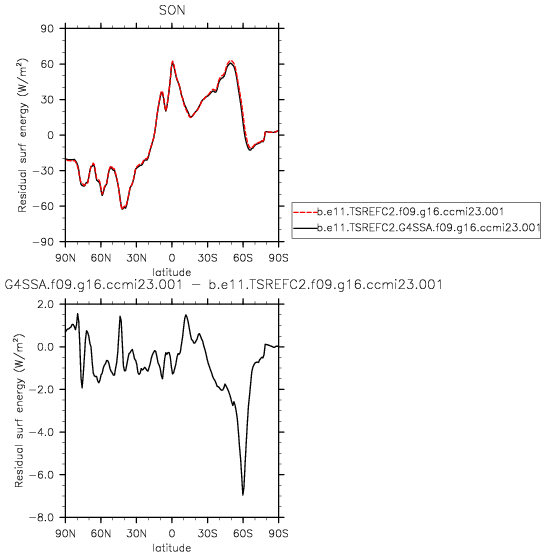 SON
Residual surf energy (W/m²)
90
60
30
0
−30
−60
−90
90N 60N 30N 0 30S 60S 90S
latitude
b.e11.TSREFC2.f09.g16.ccmi23.001
b.e11.TSREFC2.G4SSA.f09.g16.ccmi23.001
G4SSA.f09.g16.ccmi23.001 − b.e11.TSREFC2.f09.g16.ccmi23.001
Residual surf energy (W/m²)
2.0
0.0
−2.0
−4.0
−6.0
−8.0
90N 60N 30N 0 30S 60S 90S
latitude